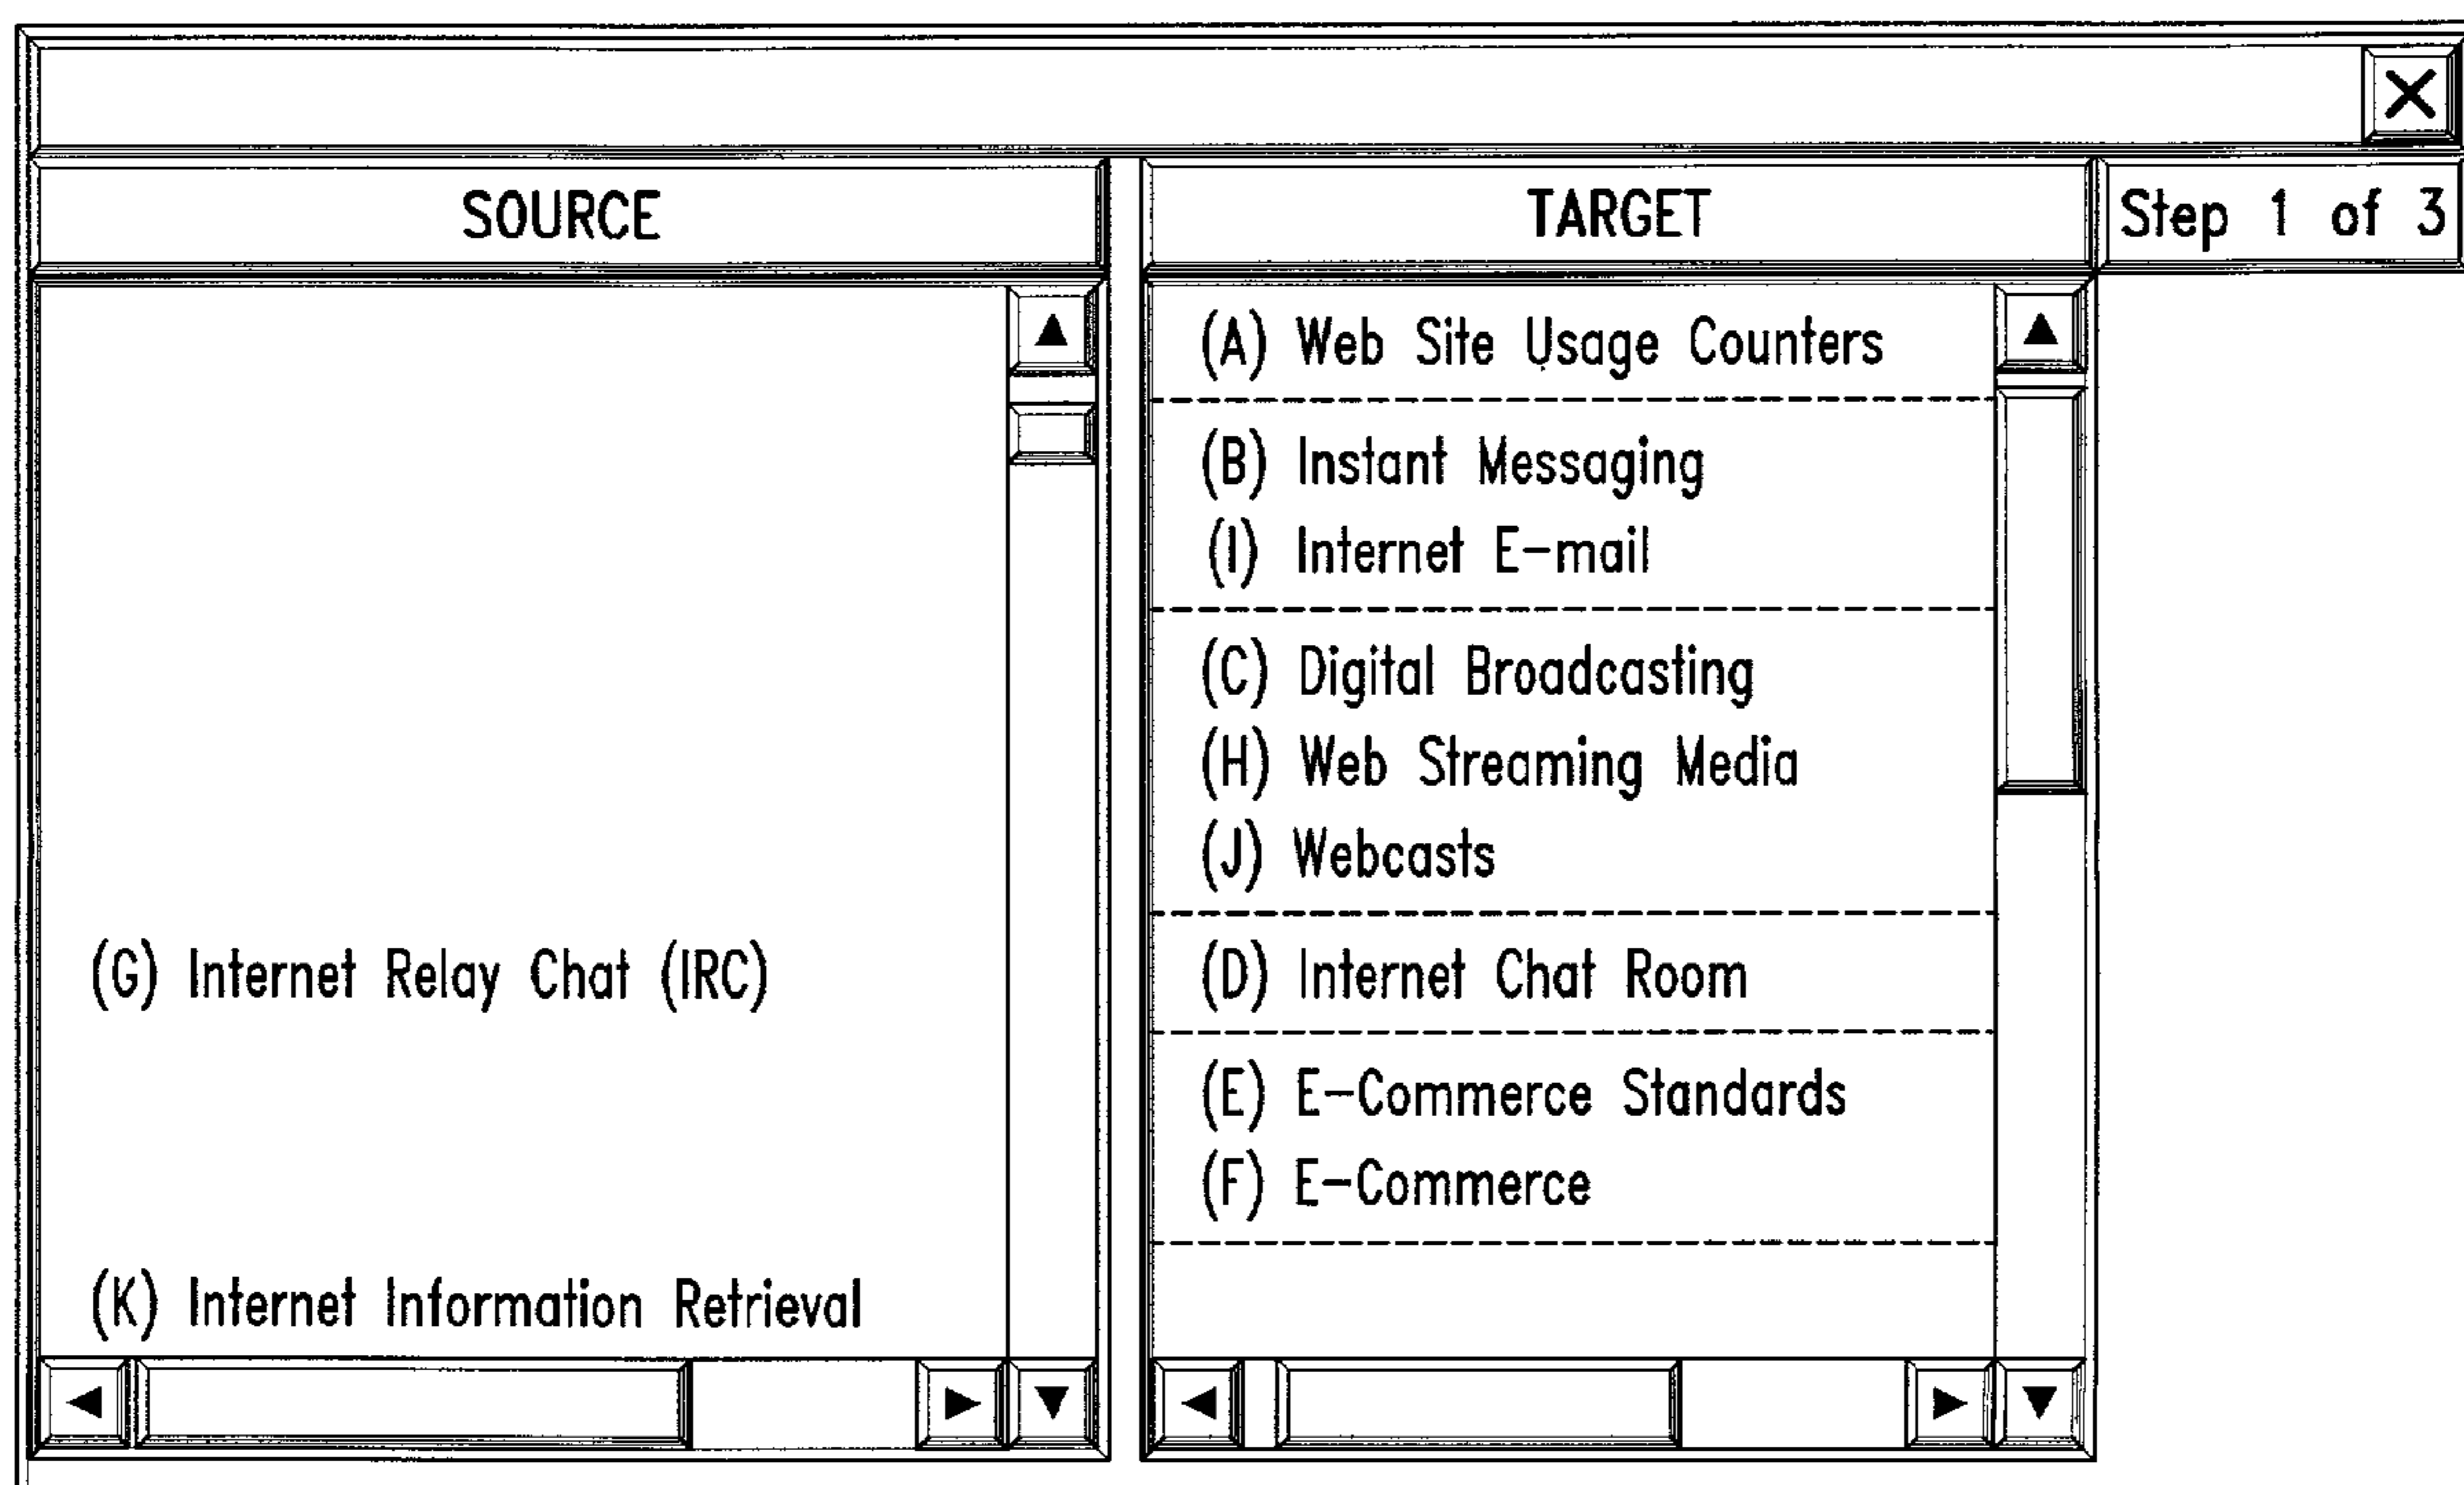 SOURCE
TARGET
Step 1 of 3
(G) Internet Relay Chat (IRC)
(K) Internet Information Retrieval
(A) Web Site Usage Counters
(B) Instant Messaging
(I) Internet E-mail
(C) Digital Broadcasting
(H) Web Streaming Media
(J) Webcasts
(D) Internet Chat Room
(E) E-Commerce Standards
(F) E-Commerce